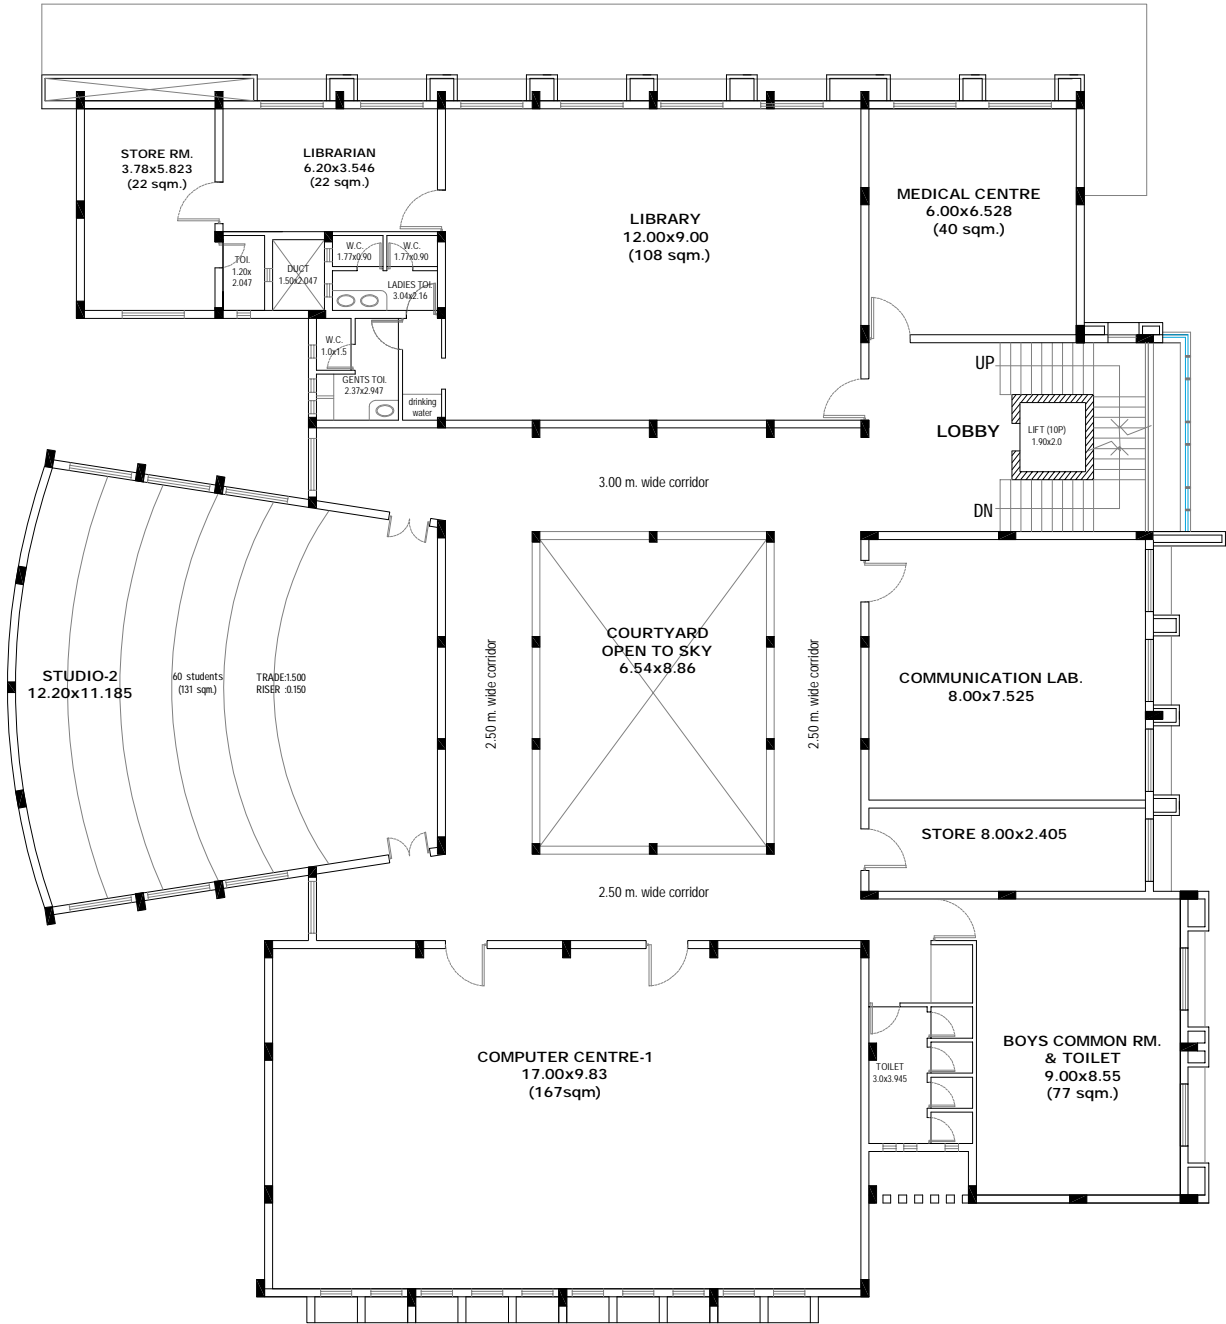 STORE RM.
3.78x5.823
(22 sqm.)
LIBRARIAN
6.20x3.546
(22 sqm.)
LIBRARY
12.00x9.00
(108 sqm.)
MEDICAL CENTRE
6.00x6.528
(40 sqm.)
TOI.
1.20x
2.047
DUCT
1.50x2.047
W.C.
1.77x0.90
W.C.
1.77x0.90
LADIES TOI.
3.04x2.16
W.C.
1.0x1.5
GENTS TOI.
2.37x2.947
drinking
water
UP
LOBBY
LIFT (10P)
1.90x2.0
DN
3.00 m. wide corridor
STUDIO-2
12.20x11.185
60 students
(131 sqm.)
TRADE:1.500
RISER :0.150
2.50 m. wide corridor
COURTYARD
OPEN TO SKY
6.54x8.86
2.50 m. wide corridor
COMMUNICATION LAB.
8.00x7.525
STORE 8.00x2.405
2.50 m. wide corridor
COMPUTER CENTRE-1
17.00x9.83
(167sqm)
TOILET
3.0x3.945
BOYS COMMON RM.
& TOILET
9.00x8.55
(77 sqm.)